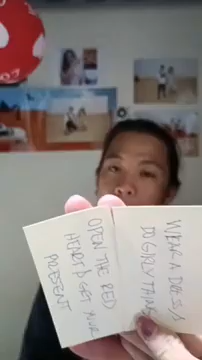 OPEN THE RED
HEART & GET YOUR
PRESENT
WEAR A DRESS
DO GIRLY THINGS